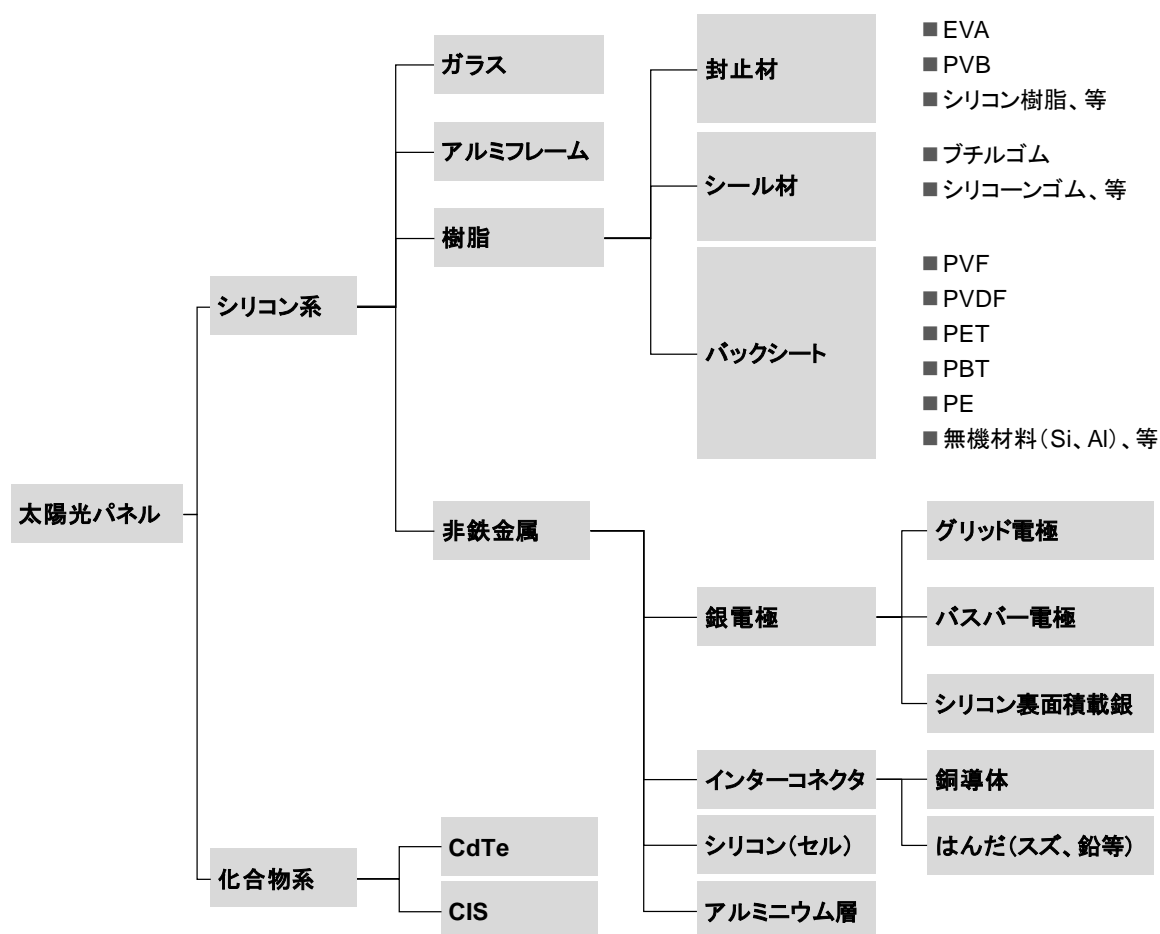 太陽光パネル
シリコン系
ガラス
アルミフレーム
樹脂
封止材
■ EVA
■ PVB
■ シリコン樹脂、等
シール材
■ ブチルゴム
■ シリコーンゴム、等
バックシート
■ PVF
■ PVDF
■ PET
■ PBT
■ PE
■ 無機材料（Si、Al）、等
非鉄金属
銀電極
グリッド電極
バスバー電極
シリコン裏面積載銀
インターコネクタ
銅導体
はんだ（スズ、鉛等）
シリコン（セル）
アルミニウム層
化合物系
CdTe
CIS